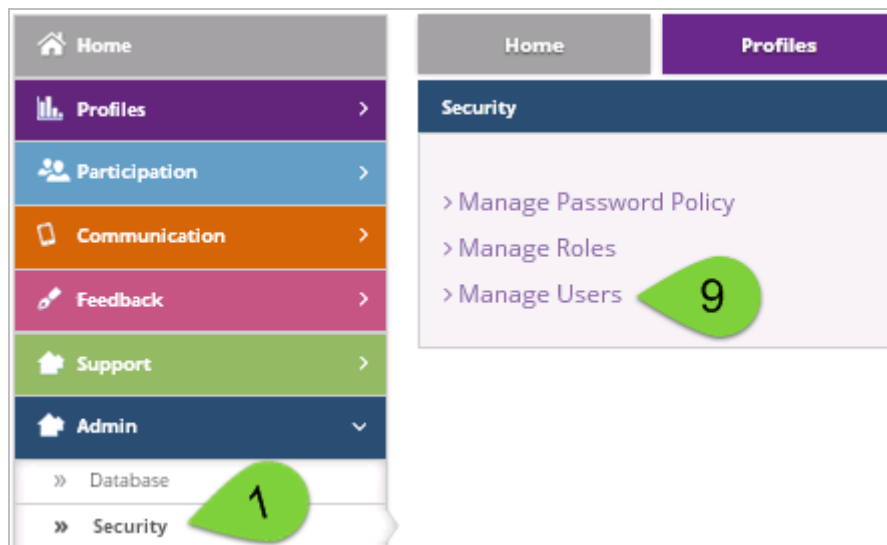 Home
Profiles
Participation
Communication
Feedback
Support
Admin
» Database
» Security
1
Home
Profiles
Security
> Manage Password Policy
> Manage Roles
> Manage Users
9